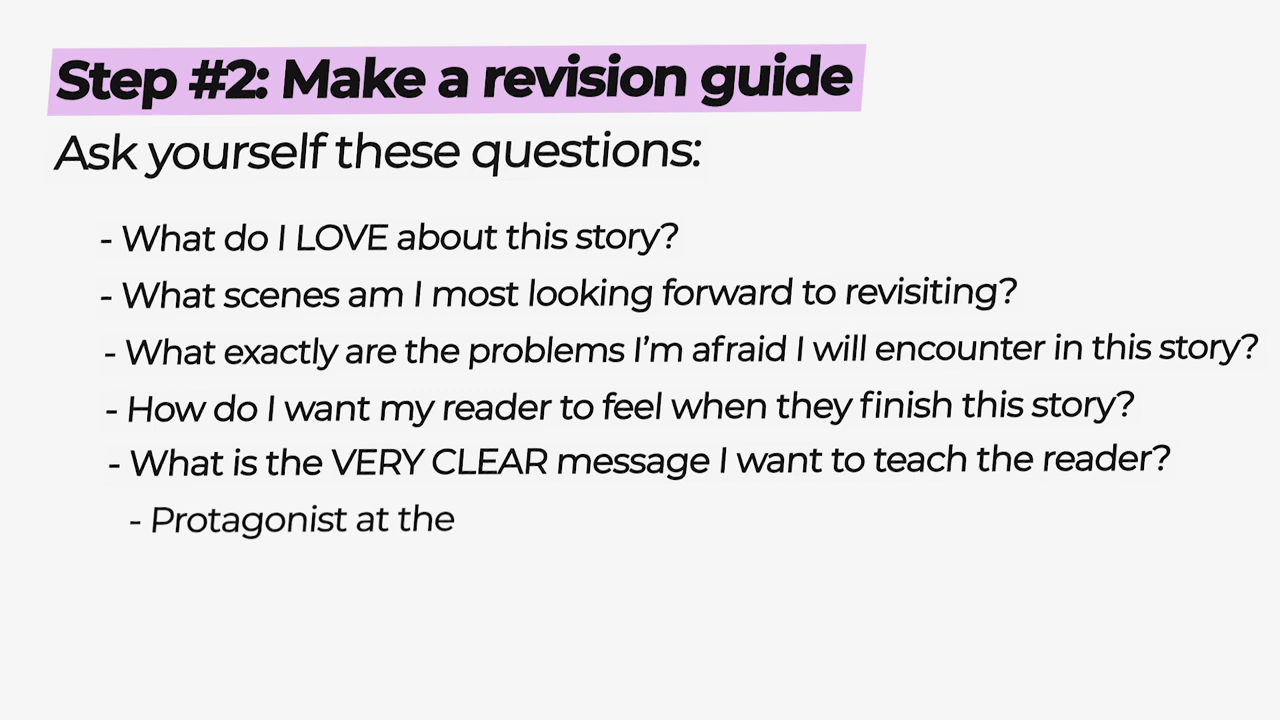 Step #2: Make a revision guide
Ask yourself these questions:
- What do I LOVE about this story?
- What scenes am I most looking forward to revisiting?
- What exactly are the problems I'm afraid I will encounter in this story?
- How do I want my reader to feel when they finish this story?
- What is the VERY CLEAR message I want to teach the reader?
- Protagonist at the